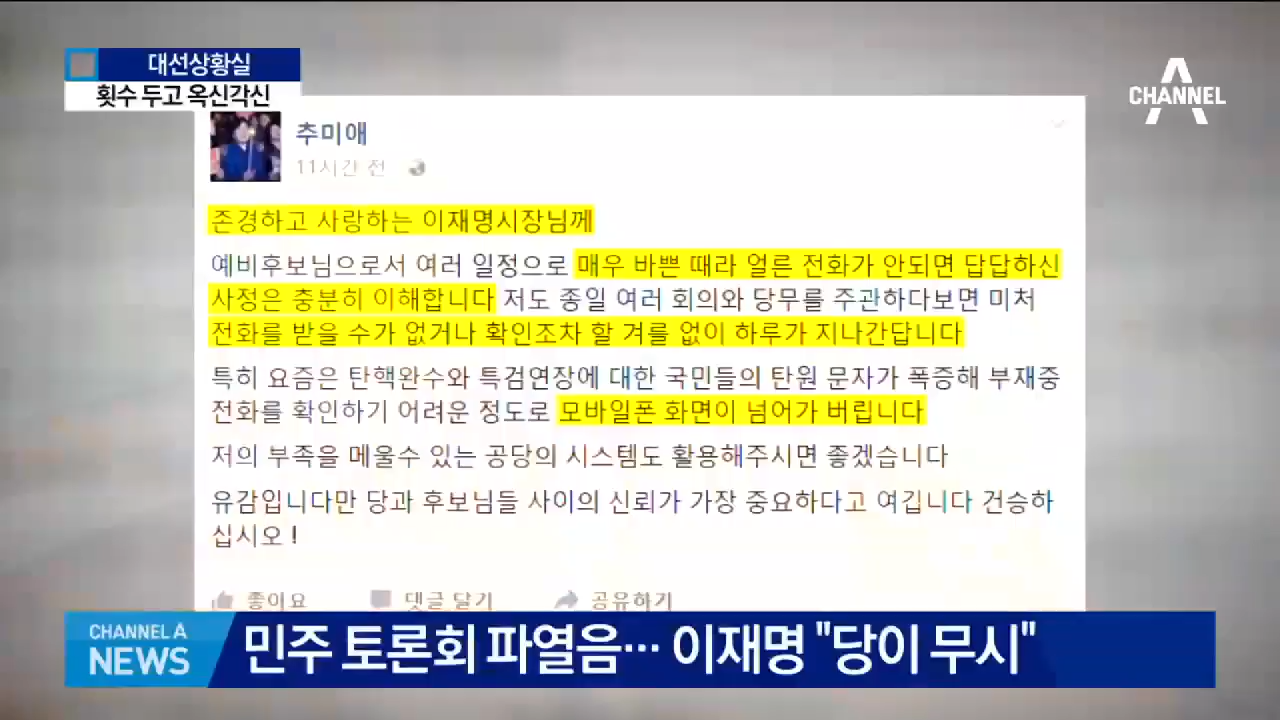 대선상황실
횟수 두고 옥신각신
A
CHANNEL
추미애
11시간 전
존경하고 사랑하는 이재명시장님께
예비후보님으로서 여러 일정으로 매우 바쁜 때라 얼른 전화가 안되면 답답하신
사정은 충분히 이해합니다 저도 종일 여러 회의와 당무를 주관하다보면 미처
전화를 받을 수가 없거나 확인조차 할 겨를 없이 하루가 지나간답니다
특히 요즘은 탄핵완수와 특검연장에 대한 국민들의 탄원 문자가 폭증해 부재중
전화를 확인하기 어려운 정도로 모바일폰 화면이 넘어가 버립니다
저의 부족을 메울수 있는 공당의 시스템도 활용해주시면 좋겠습니다
유감입니다만 당과 후보님들 사이의 신뢰가 가장 중요하다고 여깁니다 건승하
십시오 !
좋아요 댓글 달기 공유하기
CHANNEL A
NEWS
민주 토론회 파열음… 이재명 "당이 무시"